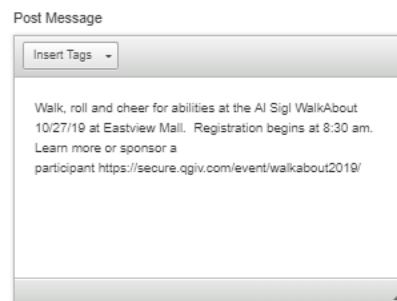 Post Message
Insert Tags
Walk, roll and cheer for abilities at the Al Sigl WalkAbout
10/27/19 at Eastview Mall.  Registration begins at 8:30 am.
Learn more or sponsor a
participant https://secure.qgiv.com/event/walkabout2019/